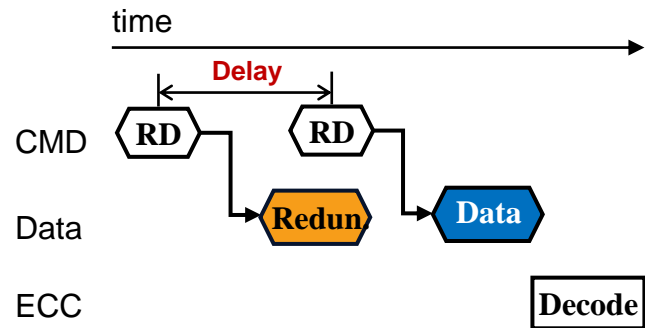 time
Delay
CMD RD RD
Data Redun. Data
ECC Decode